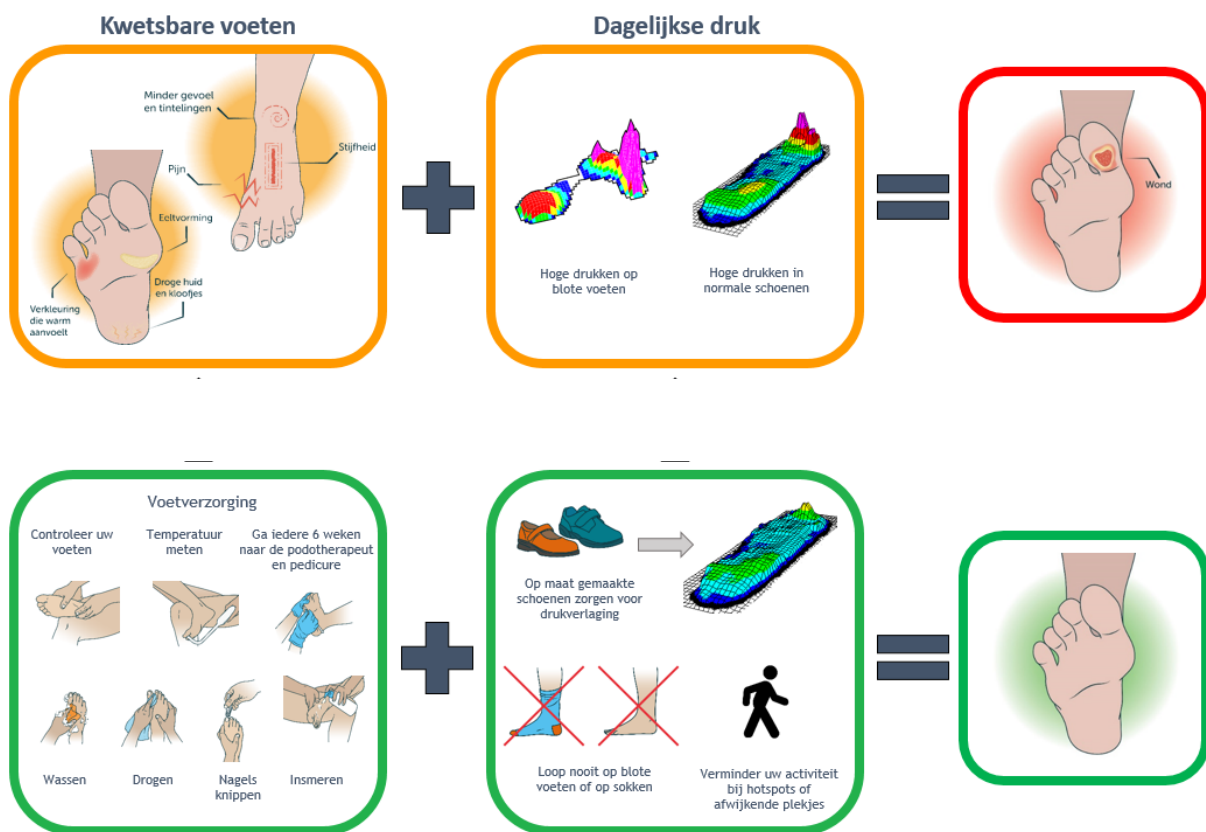 Kwetsbare voeten
Dagelijkse druk
Minder gevoel
en tintelingen
Stijfheid
Pijn
Eeltvorming
Droge huid
en kloofjes
Verkleuring
die warm
aanvoelt
Hoge drukken op
blote voeten
Hoge drukken in
normale schoenen
Wond
Voetverzorging
Controleer uw
voeten
Temperatuur
meten
Ga iedere 6 weken
naar de podotherapeut
en pedicure
Wassen
Drogen
Nagels
knippen
Insmeren
Op maat gemaakte
schoenen zorgen voor
drukverlaging
Loop nooit op blote
voeten of op sokken
Verminder uw activiteit
bij hotspots of
afwijkende plekjes